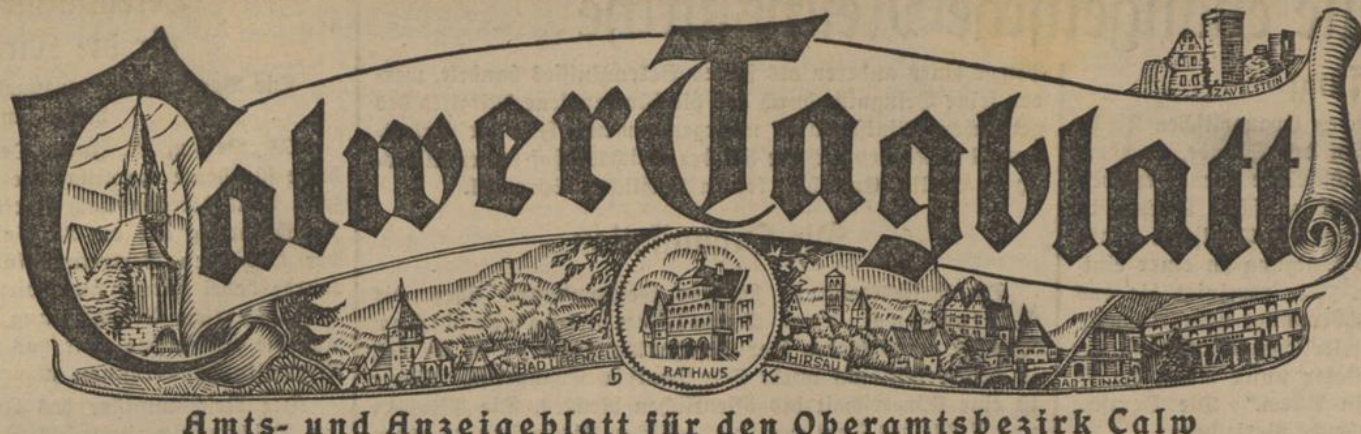 ZAVELSTEIN
Calwer Tagblatt
BAD LIEBENZELL
RATHAUS
HIRSAU
BAD TEINACH
H K
Amts- und Anzeigeblatt für den Oberamtsbezirk Calw